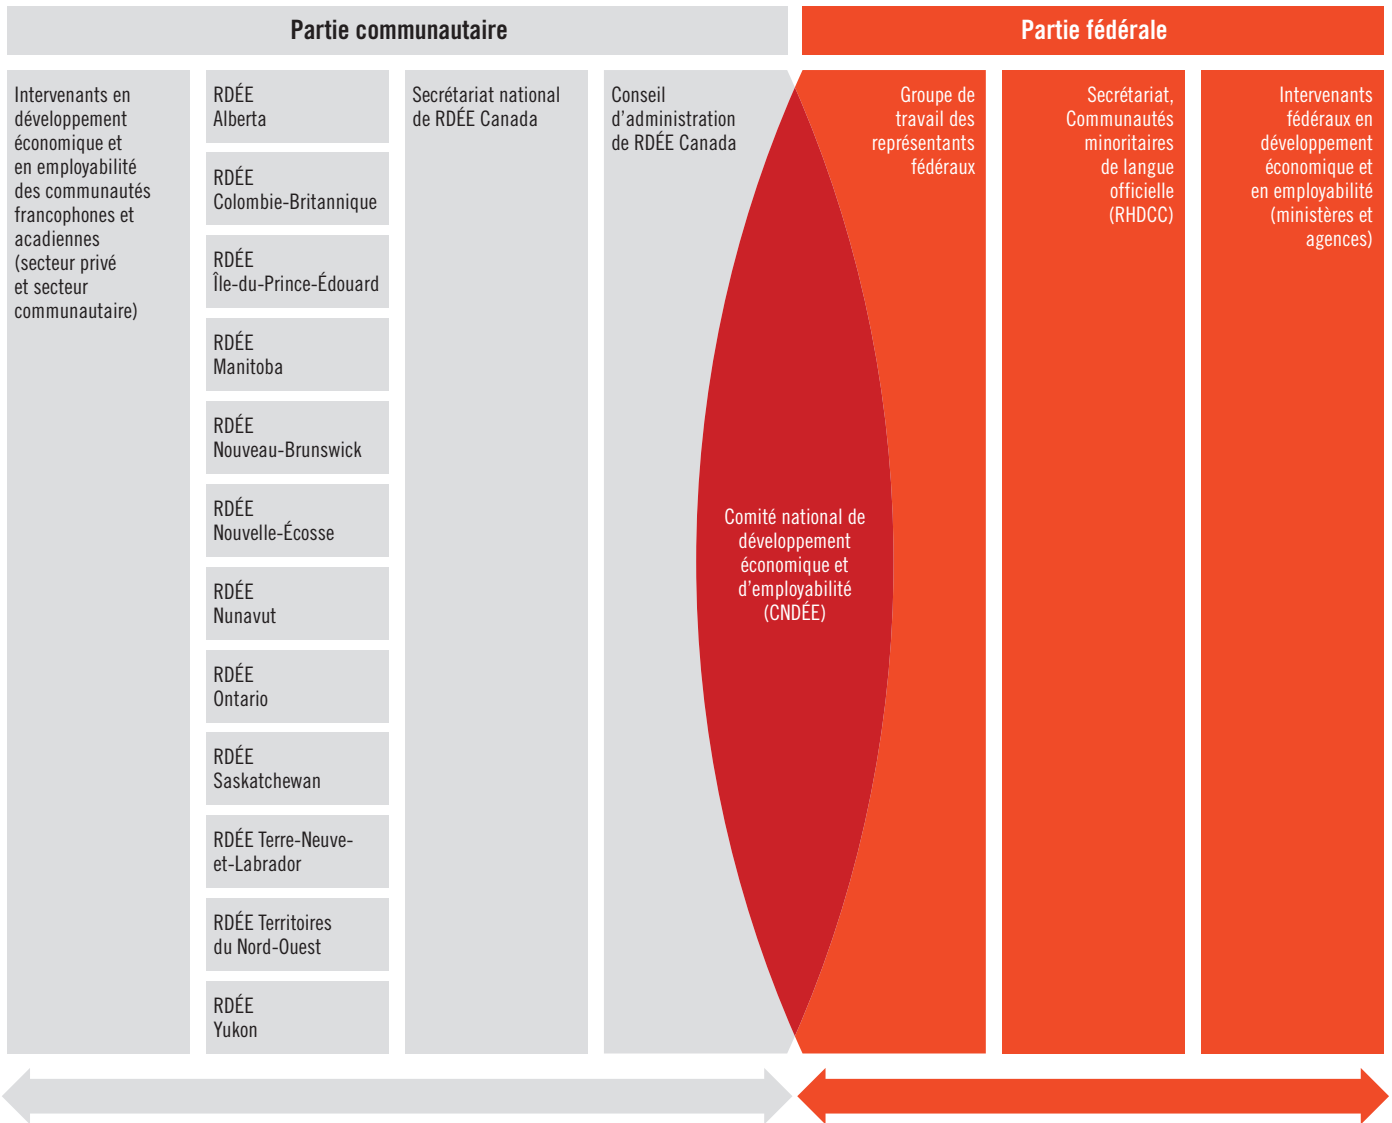 Partie communautaire
Partie fédérale
Intervenants en
développement
économique et
en employabilité
des communautés
francophones et
acadiennes
(secteur privé
et secteur
communautaire)
RDÉE
Alberta
RDÉE
Colombie-Britannique
RDÉE
Île-du-Prince-Édouard
RDÉE
Manitoba
RDÉE
Nouveau-Brunswick
RDÉE
Nouvelle-Écosse
RDÉE
Nunavut
RDÉE
Ontario
RDÉE
Saskatchewan
RDÉE Terre-Neuve-
et-Labrador
RDÉE Territoires
du Nord-Ouest
RDÉE
Yukon
Secrétariat national
de RDÉE Canada
Conseil
d’administration
de RDÉE Canada
Comité national de
développement
économique et
d’employabilité
(CNDÉE)
Groupe de
travail des
représentants
fédéraux
Secrétariat,
Communautés
minoritaires
de langue
officielle
(RHDCC)
Intervenants
fédéraux en
développement
économique et
en employabilité
(ministères et
agences)